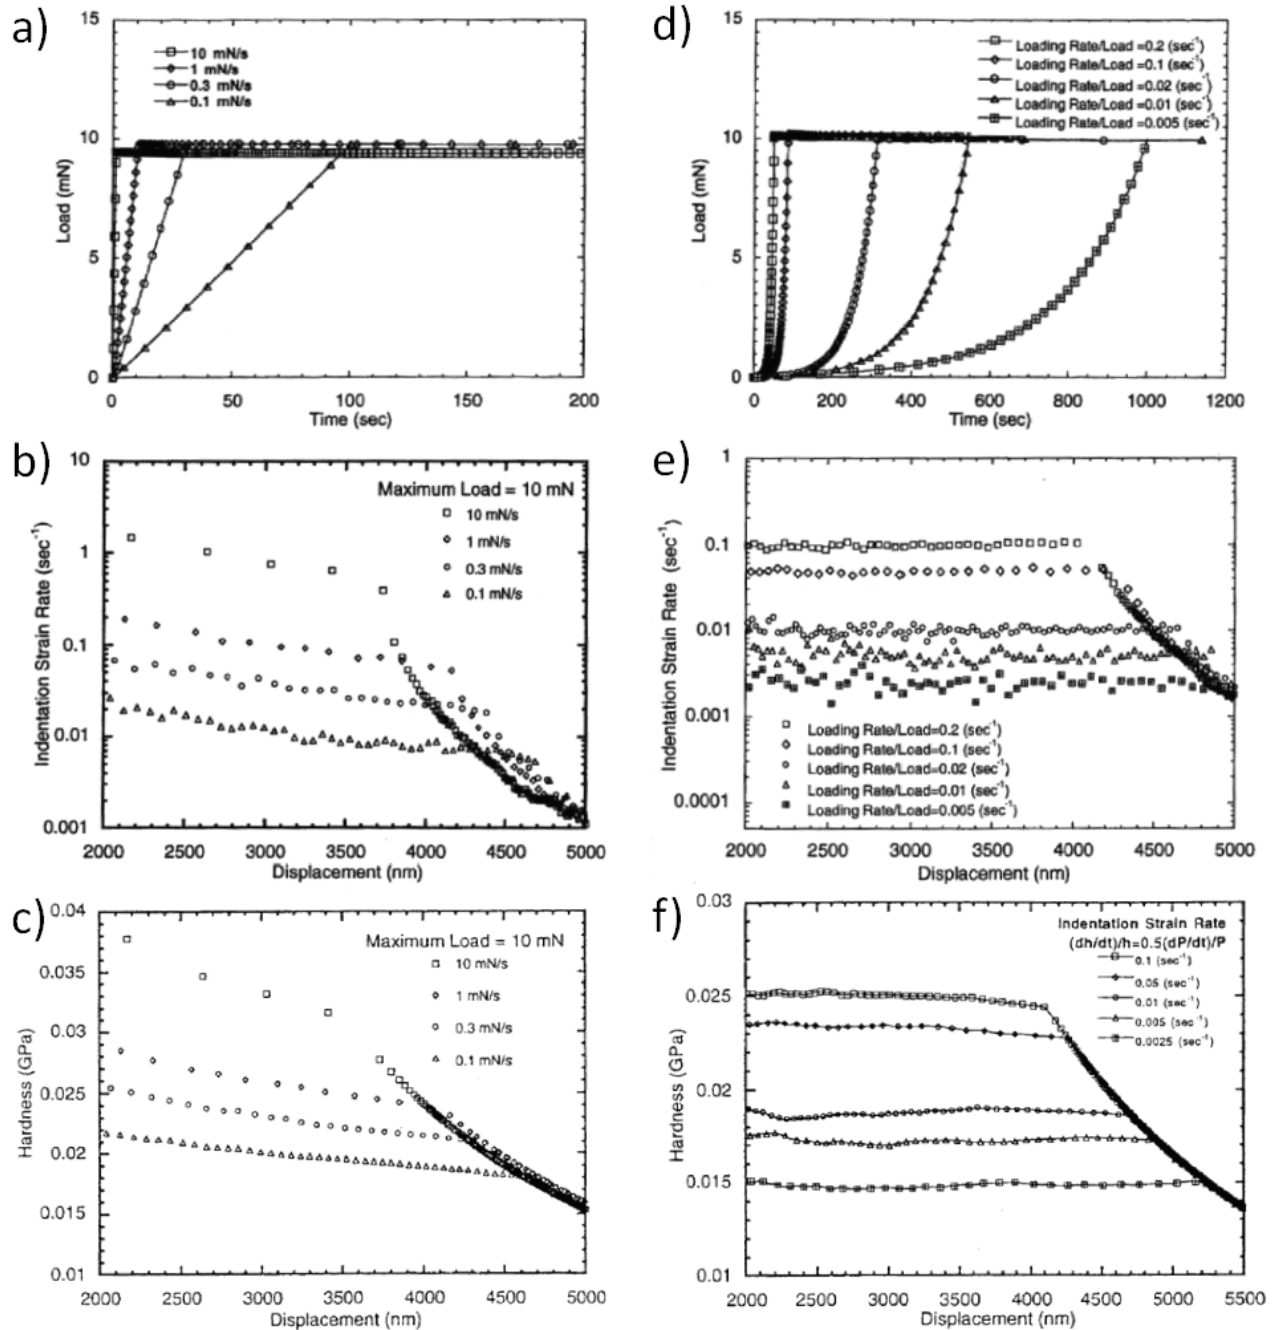 a)
15
10
5
0
Load (mN)
10 mN/s
1 mN/s
0.3 mN/s
0.1 mN/s
0 50 100 150 200
Time (sec)
d)
15
10
5
0
Load (mN)
Loading Rate/Load =0.2 (sec⁻¹)
Loading Rate/Load =0.1 (sec⁻¹)
Loading Rate/Load =0.02 (sec⁻¹)
Loading Rate/Load =0.01 (sec⁻¹)
Loading Rate/Load =0.005 (sec⁻¹)
0 200 400 600 800 1000 1200
Time (sec)
b)
10
1
0.1
0.01
0.001
Indentation Strain Rate (sec⁻¹)
Maximum Load = 10 mN
10 mN/s
1 mN/s
0.3 mN/s
0.1 mN/s
2000 2500 3000 3500 4000 4500 5000
Displacement (nm)
e)
1
0.1
0.01
0.001
0.0001
Indentation Strain Rate (sec⁻¹)
Loading Rate/Load=0.2 (sec⁻¹)
Loading Rate/Load=0.1 (sec⁻¹)
Loading Rate/Load=0.02 (sec⁻¹)
Loading Rate/Load=0.01 (sec⁻¹)
Loading Rate/Load=0.005 (sec⁻¹)
2000 2500 3000 3500 4000 4500 5000
Displacement (nm)
c)
0.04
0.035
0.03
0.025
0.02
0.015
0.01
Hardness (GPa)
Maximum Load = 10 mN
10 mN/s
1 mN/s
0.3 mN/s
0.1 mN/s
2000 2500 3000 3500 4000 4500 5000
Displacement (nm)
f)
0.03
0.025
0.02
0.015
0.01
Hardness (GPa)
Indentation Strain Rate
(dh/dt)/h=0.5(dP/dt)/P
0.1 (sec⁻¹)
0.05 (sec⁻¹)
0.01 (sec⁻¹)
0.005 (sec⁻¹)
0.0025 (sec⁻¹)
2000 2500 3000 3500 4000 4500 5000 5500
Displacement (nm)